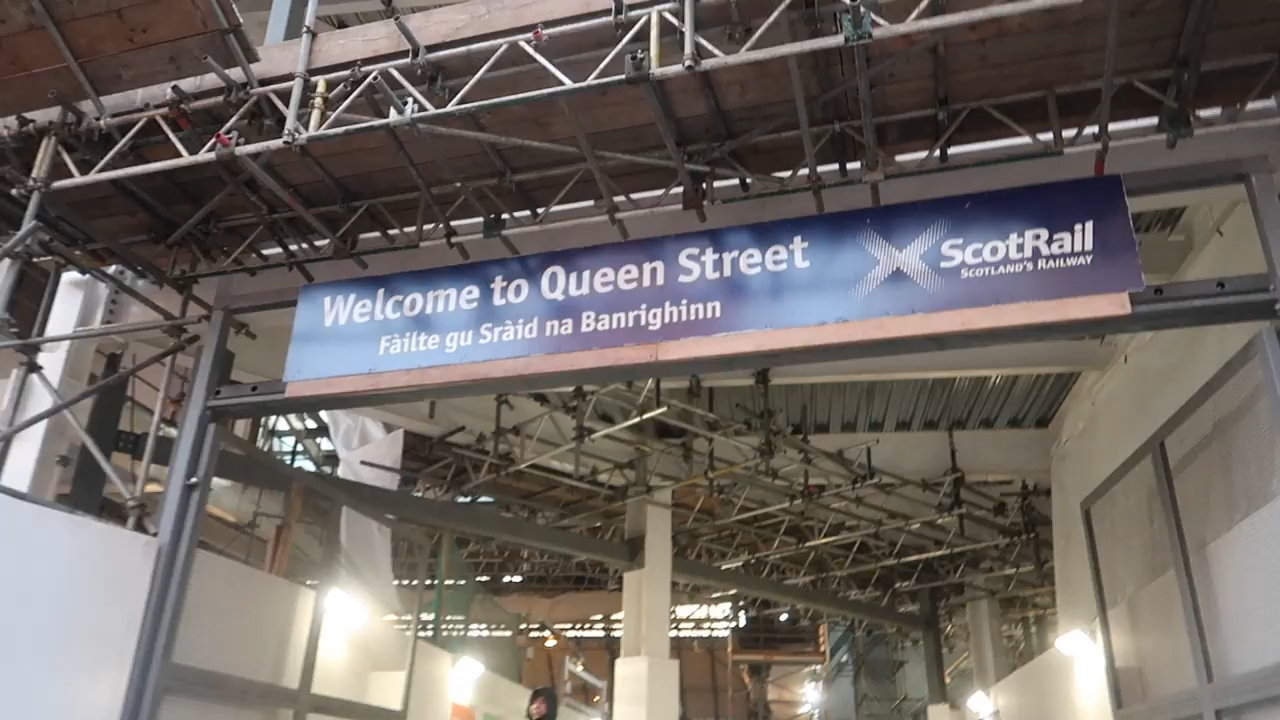 Welcome to Queen Street
Fàilte gu Sràid na Banrighinn
ScotRail
SCOTLAND'S RAILWAY